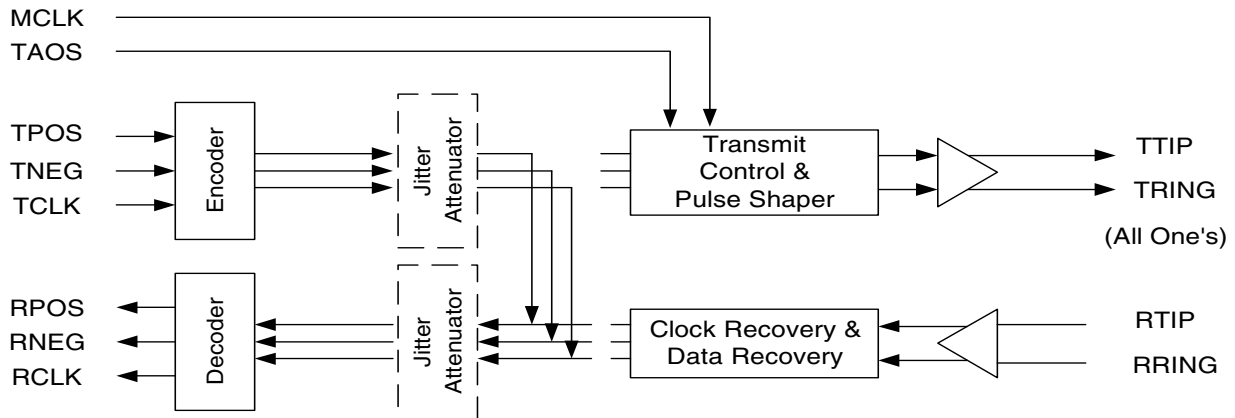 MCLK
TAOS
TPOS
TNEG
TCLK
Encoder
Jitter
Attenuator
Transmit
Control &
Pulse Shaper
TTIP
TRING
(All One's)
RPOS
RNEG
RCLK
Decoder
Jitter
Attenuator
Clock Recovery &
Data Recovery
RTIP
RRING